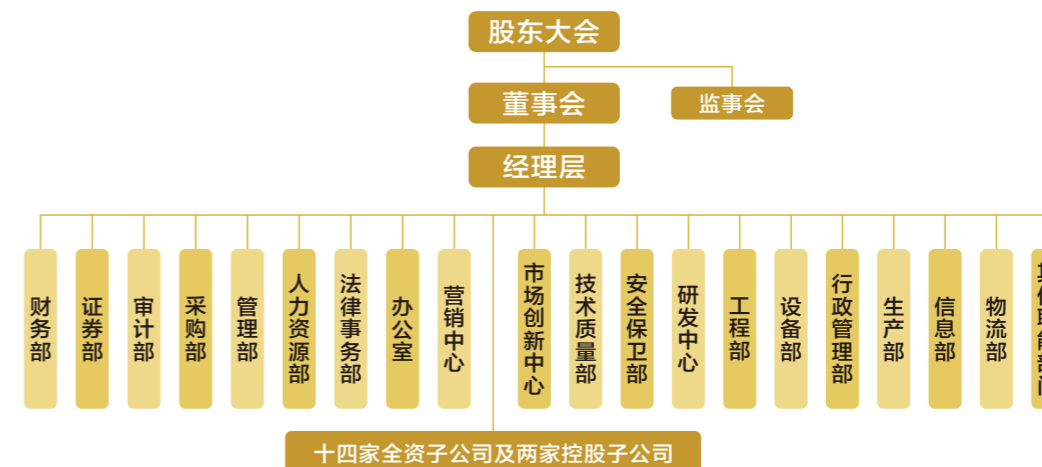 股东大会
董事会
监事会
经理层
财务部
证券部
审计部
采购部
管理部
人力资源部
法律事务部
办公室
营销中心
市场创新中心
技术质量部
安全保卫部
研发中心
工程部
设备部
行政管理部
生产部
信息部
物流部
十四家全资子公司及两家控股子公司